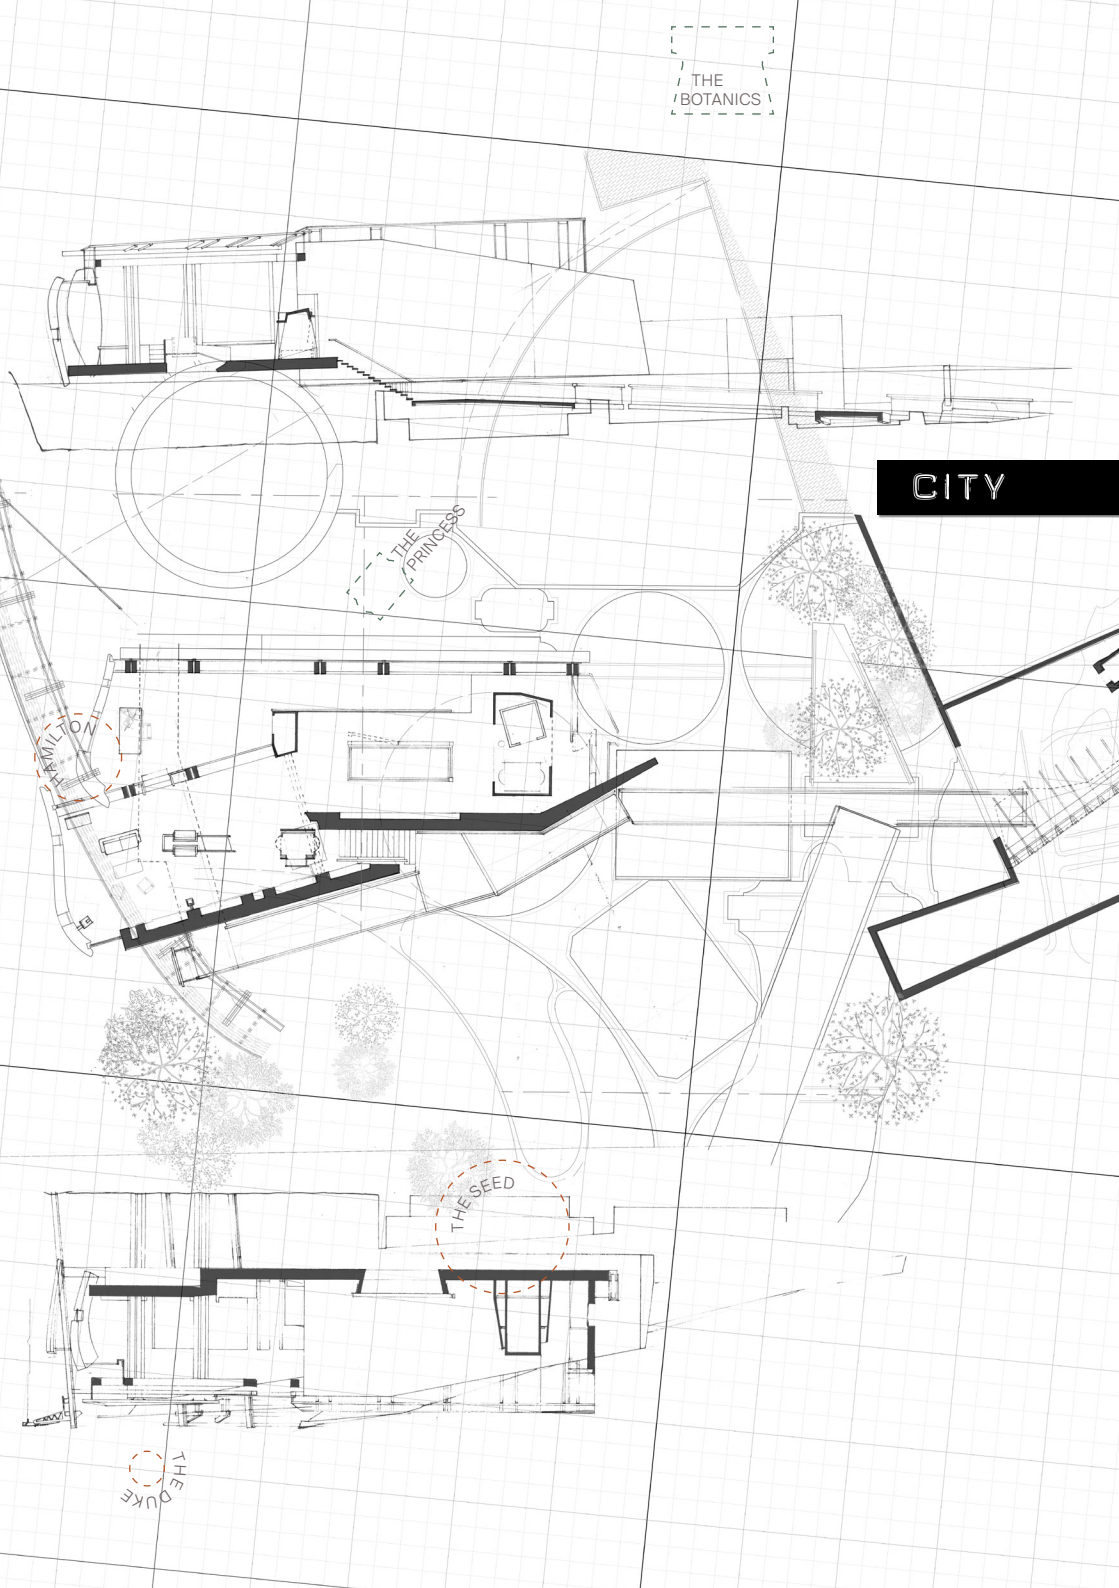 THE
BOTANICS
CITY
THE
PRINCESS
HAMILTON
THE SEED
THE DUKE